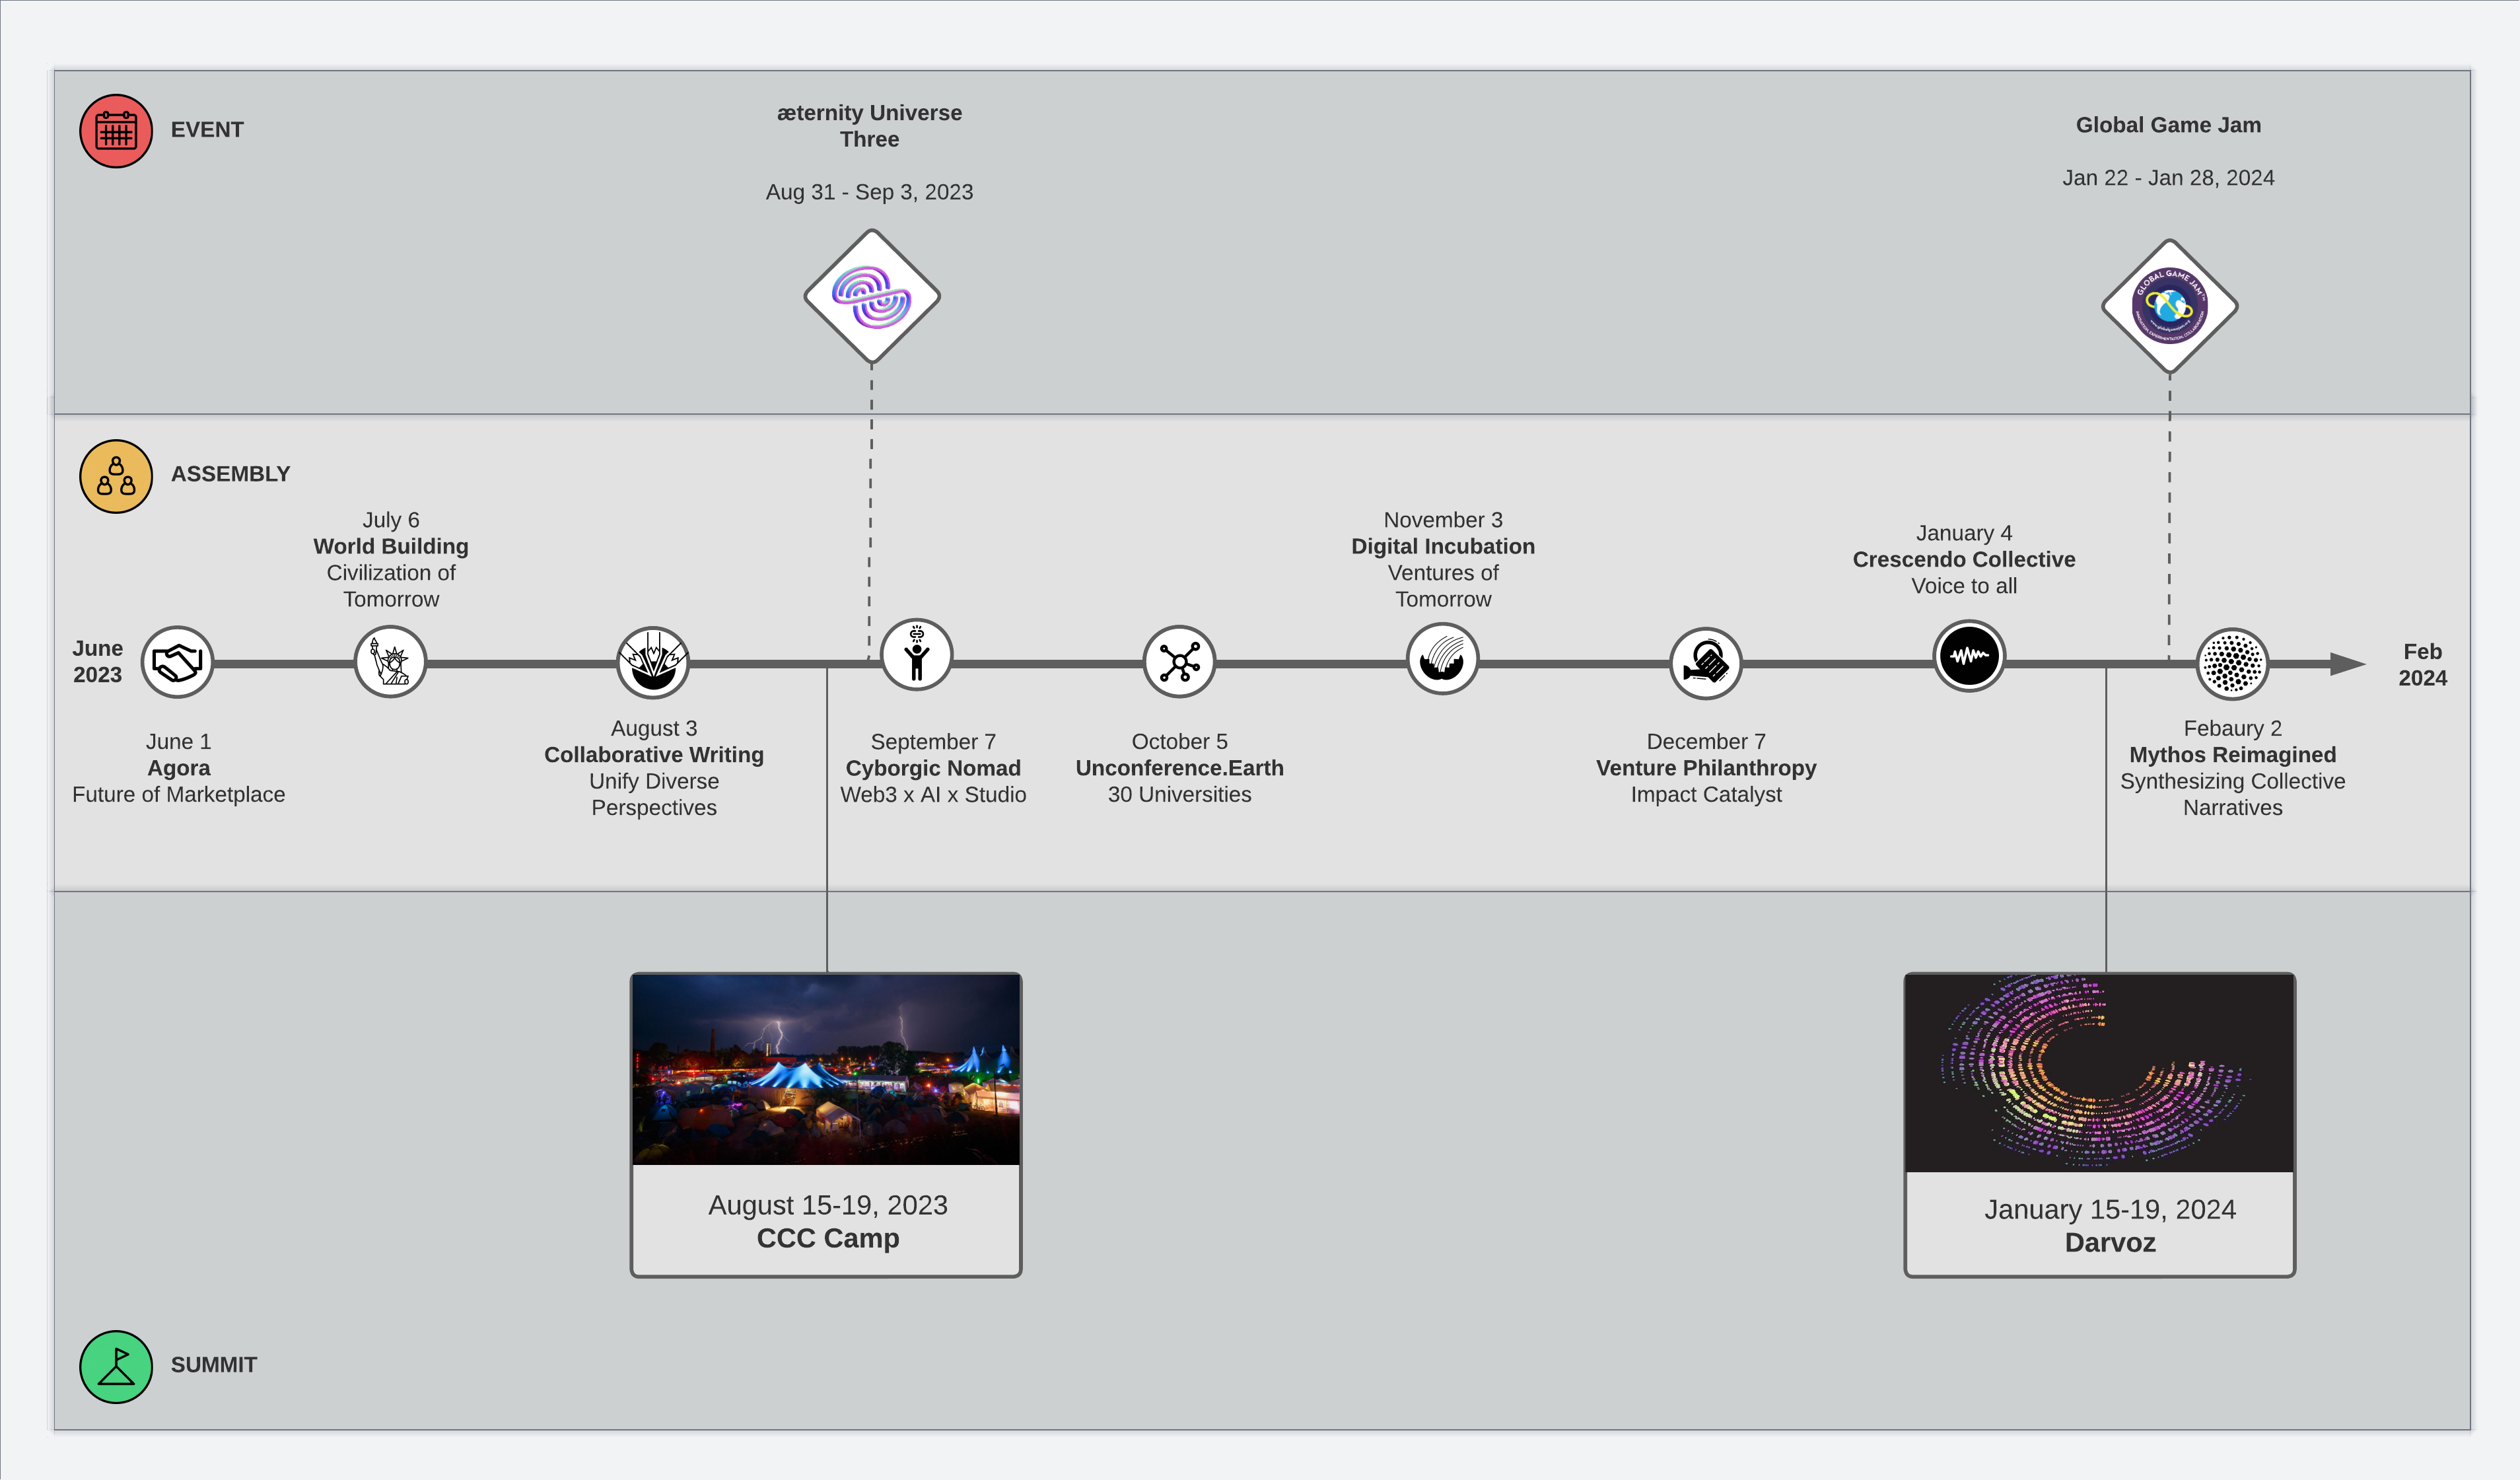 EVENT
æternity Universe
Three
Aug 31 - Sep 3, 2023
Global Game Jam
Jan 22 - Jan 28, 2024
GLOBAL GAME JAM
ASSEMBLY
July 6
World Building
Civilization of
Tomorrow
November 3
Digital Incubation
Ventures of
Tomorrow
January 4
Crescendo Collective
Voice to all
June
2023
Feb
2024
June 1
Agora
Future of Marketplace
August 3
Collaborative Writing
Unify Diverse
Perspectives
September 7
Cyborgic Nomad
Web3 x AI x Studio
October 5
Unconference.Earth
30 Universities
December 7
Venture Philanthropy
Impact Catalyst
Febaury 2
Mythos Reimagined
Synthesizing Collective
Narratives
August 15-19, 2023
CCC Camp
January 15-19, 2024
Darvoz
SUMMIT